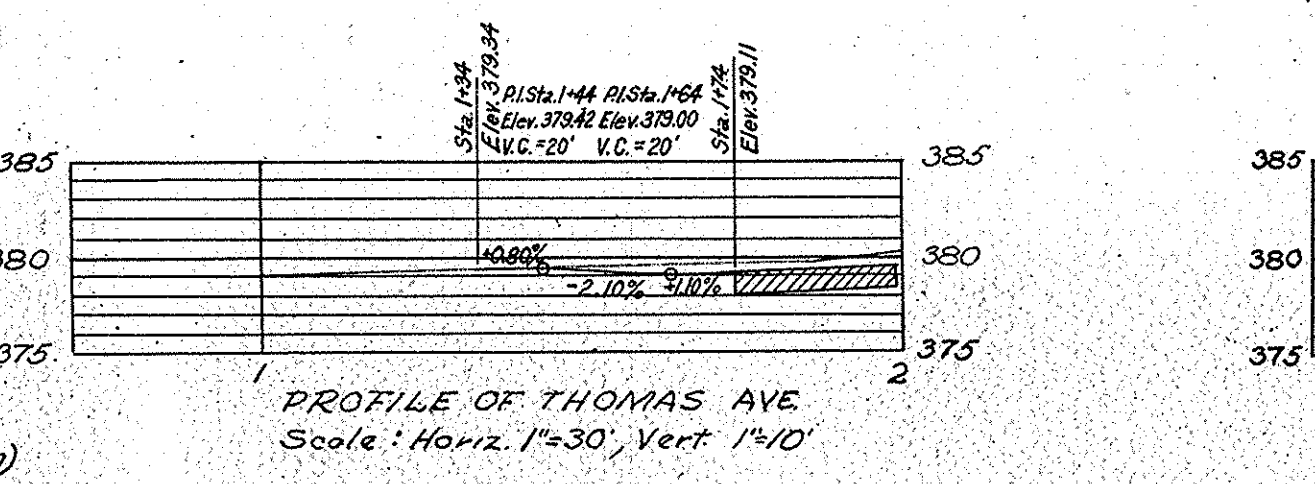 Sta. 1+34
Elev. 379.34
P.I. Sta. 1+44 P.I. Sta. 1+64
Elev. 379.42 Elev. 379.00
V.C. = 20' V.C. = 20'
Sta. 1+74
Elev. 379.11
385 385 385
380 380 380
+0.80%
-2.10% +1.10%
375 375 375
1 2
PROFILE OF THOMAS AVE.
Scale: Horiz. 1"=30', Vert. 1"=10'